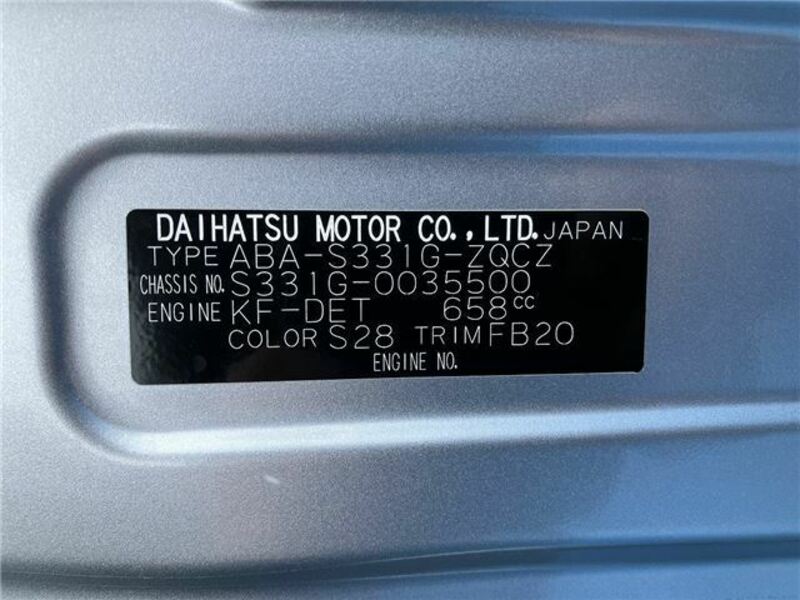 DAIHATSU MOTOR CO., LTD. JAPAN
TYPE ABA-S331G-ZQCZ
CHASSIS NO. S331G-0035500
ENGINE KF-DET 658CC
COLOR S28 TRIM FB20
ENGINE NO.